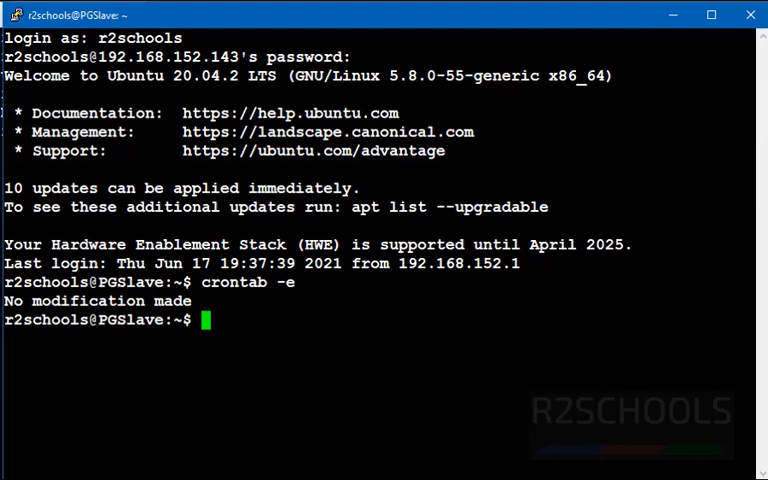 r2schools@PGSlave: ~
login as: r2schools
r2schools@192.168.152.143's password:
Welcome to Ubuntu 20.04.2 LTS (GNU/Linux 5.8.0-55-generic x86_64)
* Documentation: https://help.ubuntu.com
* Management: https://landscape.canonical.com
* Support: https://ubuntu.com/advantage
10 updates can be applied immediately.
To see these additional updates run: apt list --upgradable
Your Hardware Enablement Stack (HWE) is supported until April 2025.
Last login: Thu Jun 17 19:37:39 2021 from 192.168.152.1
r2schools@PGSlave:~$ crontab -e
No modification made
r2schools@PGSlave:~$
R2SCHOOLS